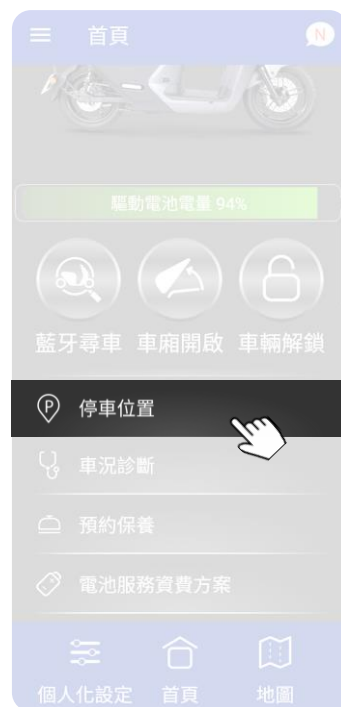 首頁
N
驅動電池電量 94%
藍牙尋車 車廂開啟 車輛解鎖
P 停車位置
車況診斷
預約保養
電池服務資費方案
個人化設定 首頁 地圖